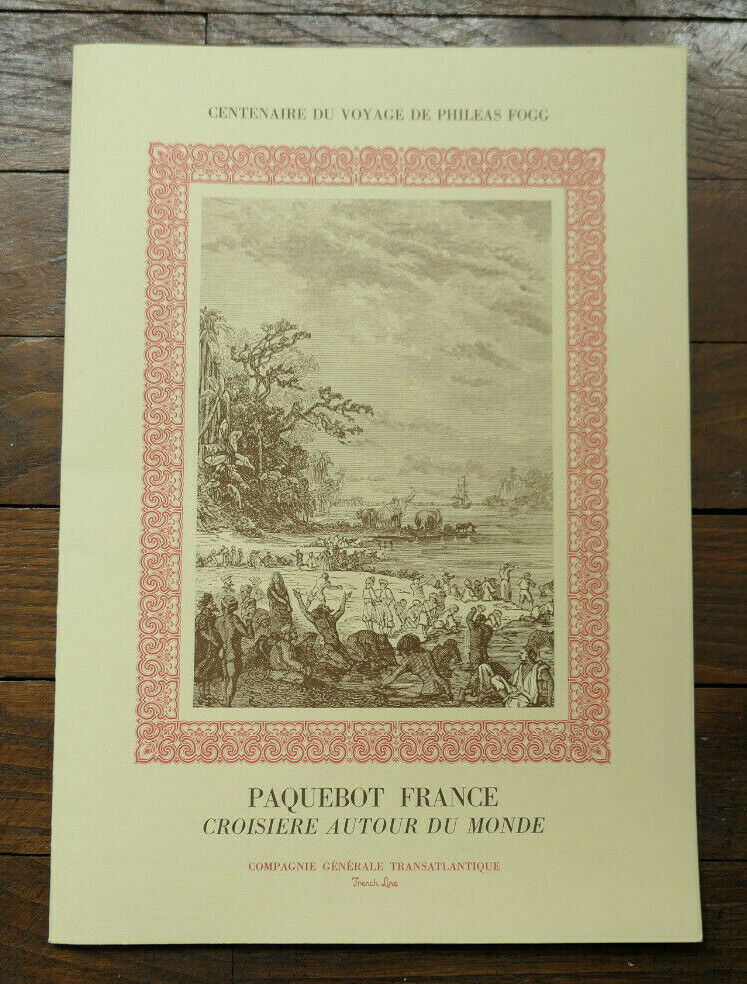 CENTENAIRE DU VOYAGE DE PHILEAS FOGG
PAQUEBOT FRANCE
CROISIERE AUTOUR DU MONDE
COMPAGNIE GÉNÉRALE TRANSATLANTIQUE
French Line